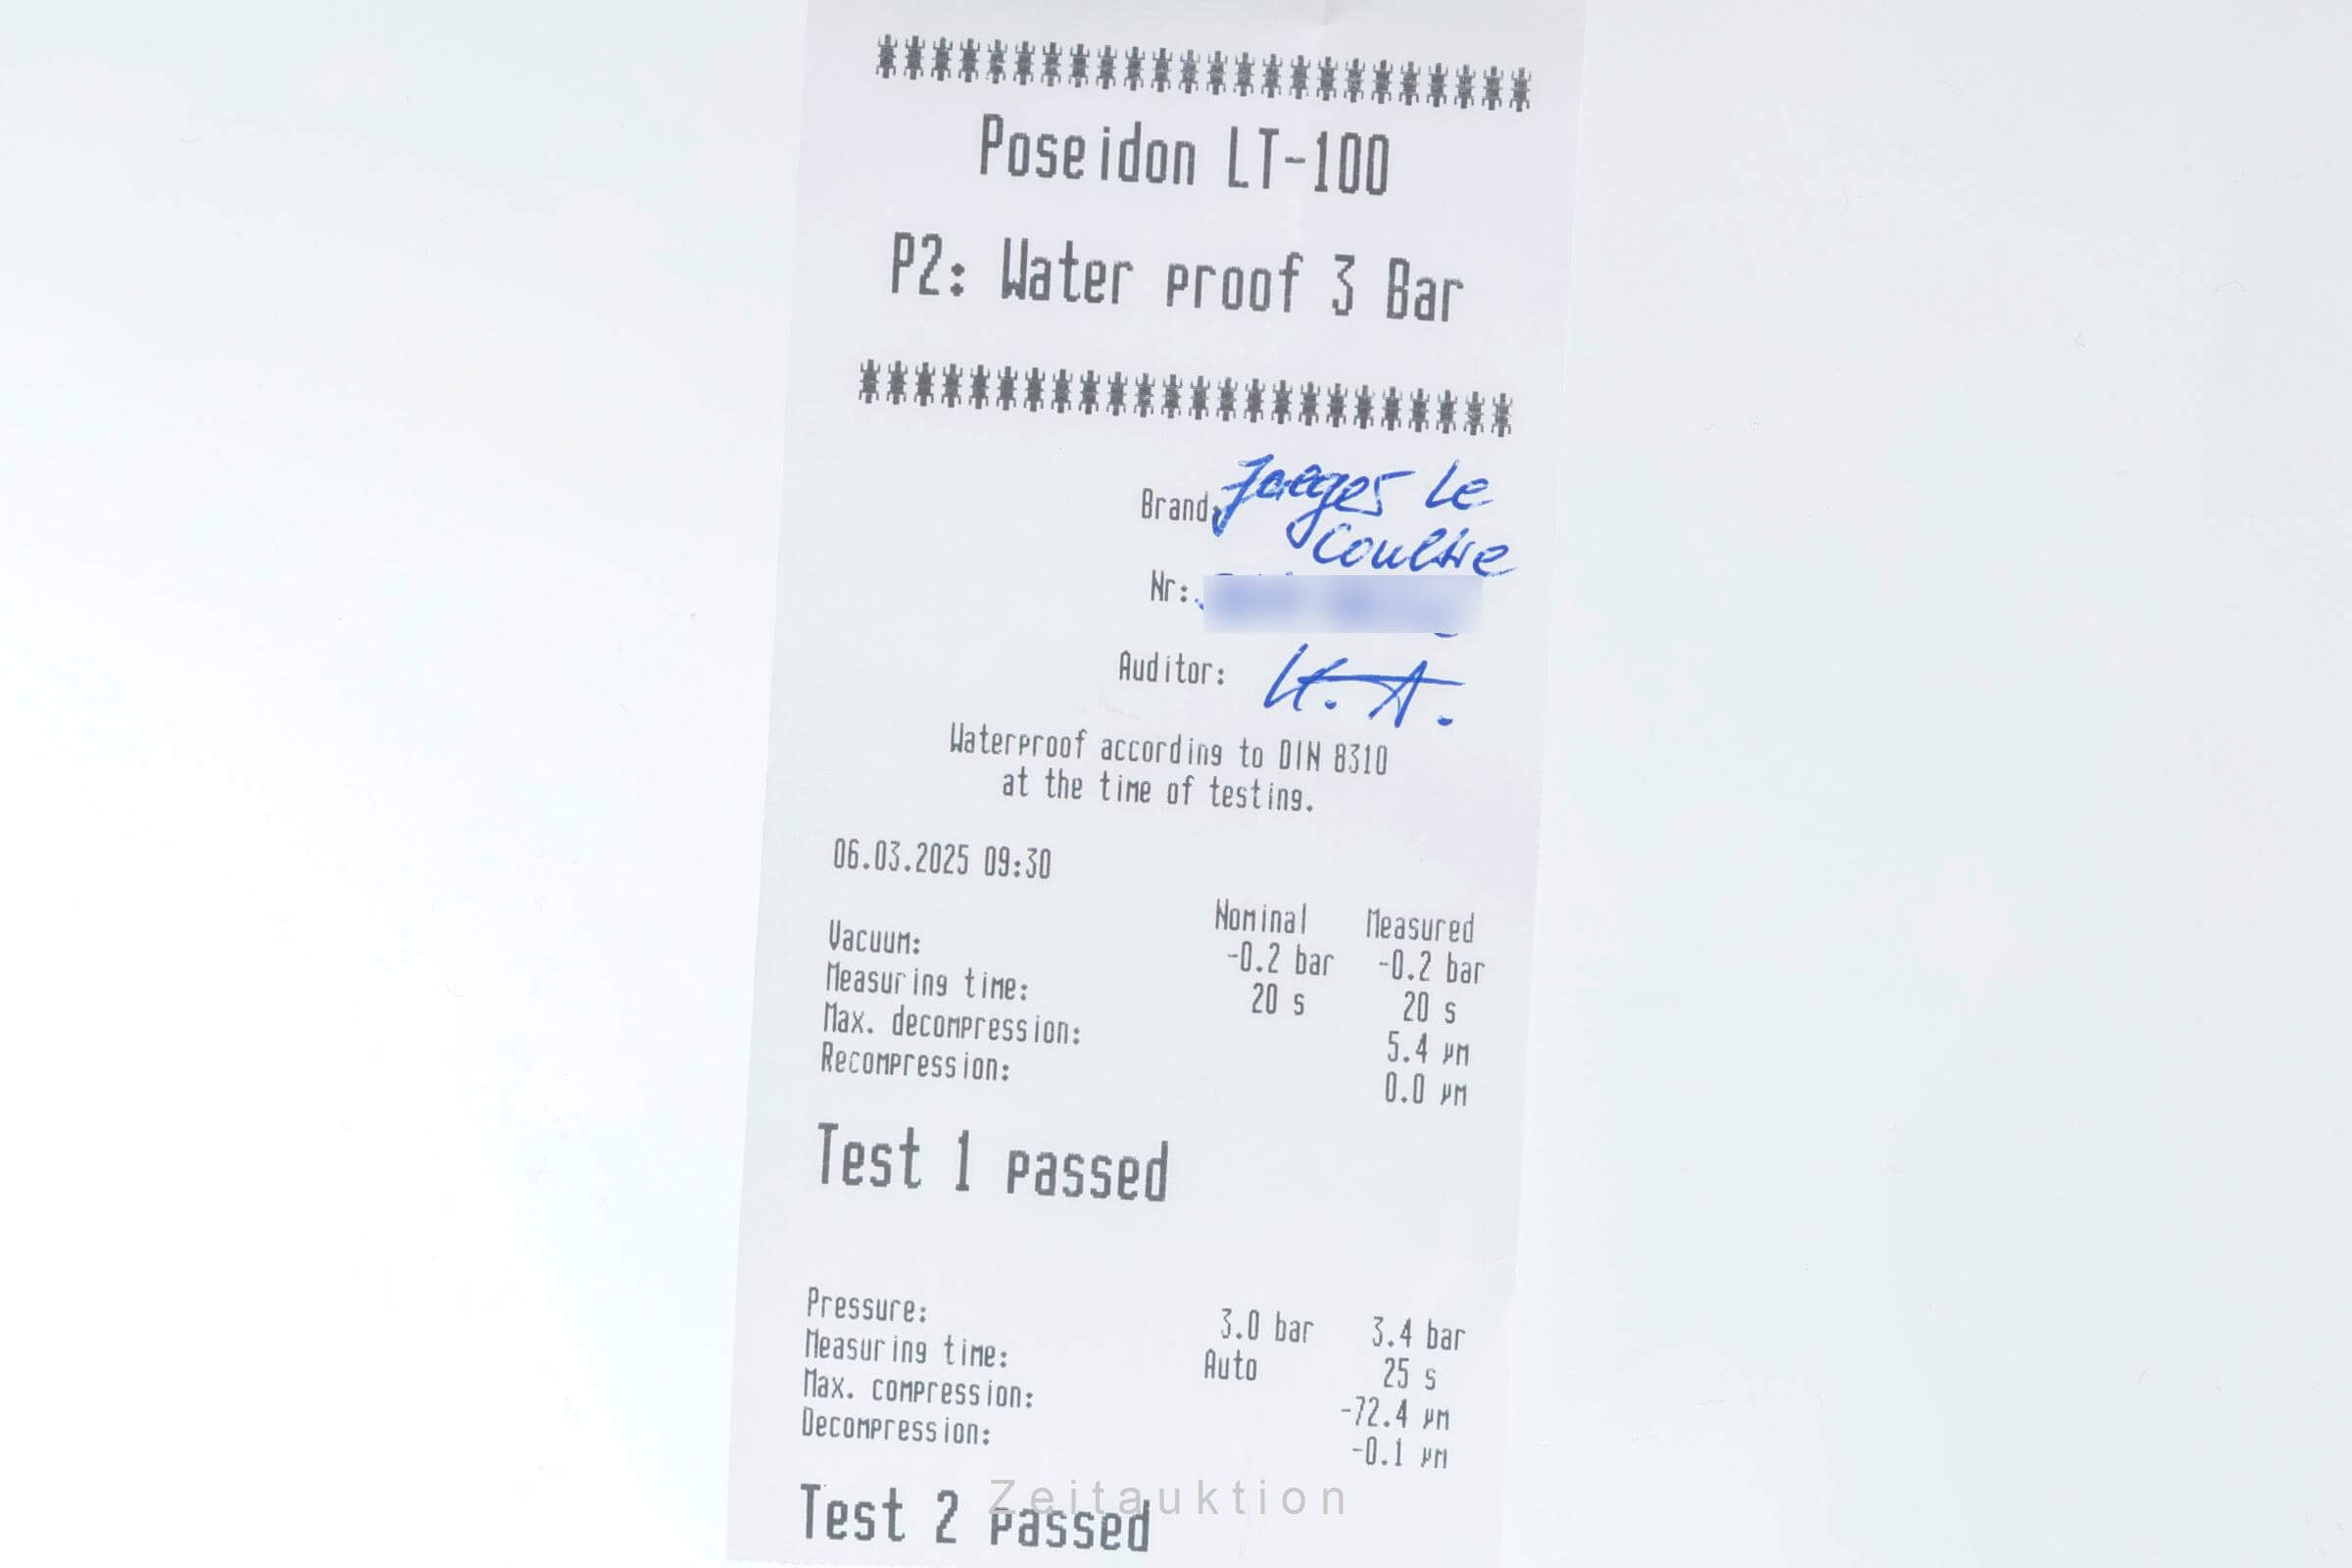 Poseidon LT-100
P2: Water proof 3 Bar
Brand: Jaeger Le
Coultre
Nr:
Auditor: K. A.
Waterproof according to DIN 8310
at the time of testing.
06.03.2025 09:30
Nominal Measured
Vacuum: -0.2 bar -0.2 bar
Measuring time: 20 s 20 s
Max. decompression: 5.4 µm
Recompression: 0.0 µm
Test 1 passed
Pressure: 3.0 bar 3.4 bar
Measuring time: Auto 25 s
Max. compression: -72.4 µm
Decompression: -0.1 µm
Test 2 passed
Zeitauktion